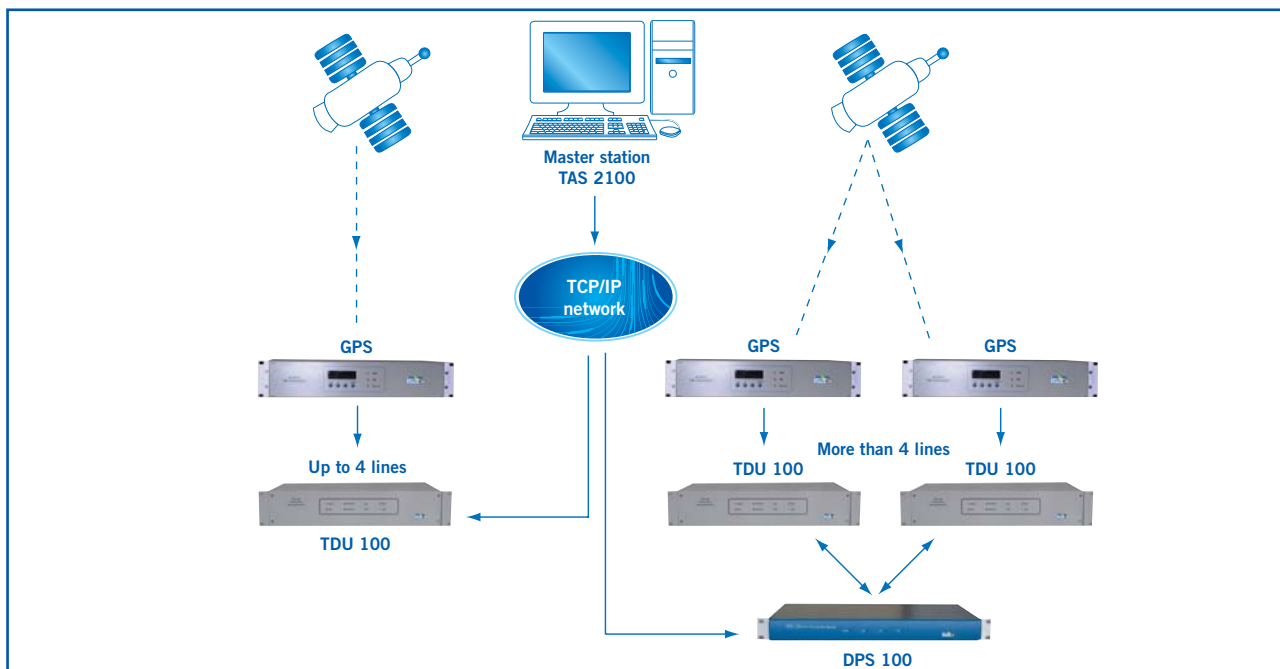 Master station
TAS 2100
TCP/IP
network
GPS
GPS
GPS
Up to 4 lines
More than 4 lines
TDU 100
TDU 100
TDU 100
DPS 100